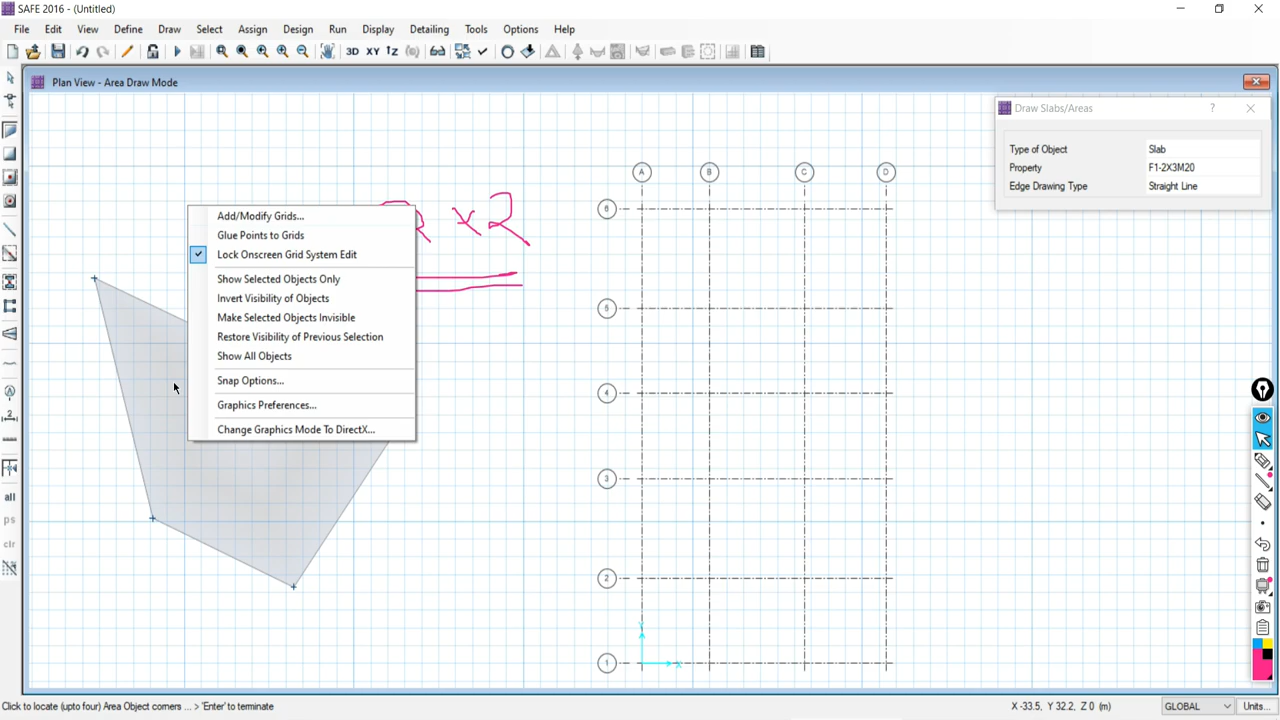 SAFE 2016 - (Untitled)
File Edit View Define Draw Select Assign Design Run Display Detailing Tools Options Help
3D XY
Plan View - Area Draw Mode
Draw Slabs/Areas ?
Type of Object Slab
Property F1-2X3M20
Edge Drawing Type Straight Line
A B C D
x2
Add/Modify Grids...
Glue Points to Grids
Lock Onscreen Grid System Edit
Show Selected Objects Only
Invert Visibility of Objects
Make Selected Objects Invisible
Restore Visibility of Previous Selection
Show All Objects
Snap Options...
Graphics Preferences...
Change Graphics Mode To DirectX...
6
5
4
3
2
1
Y
X
all
ps
clr
Click to locate (upto four) Area Object corners ... > 'Enter' to terminate
X -33.5, Y 32.2, Z 0 (m)
GLOBAL
Units...